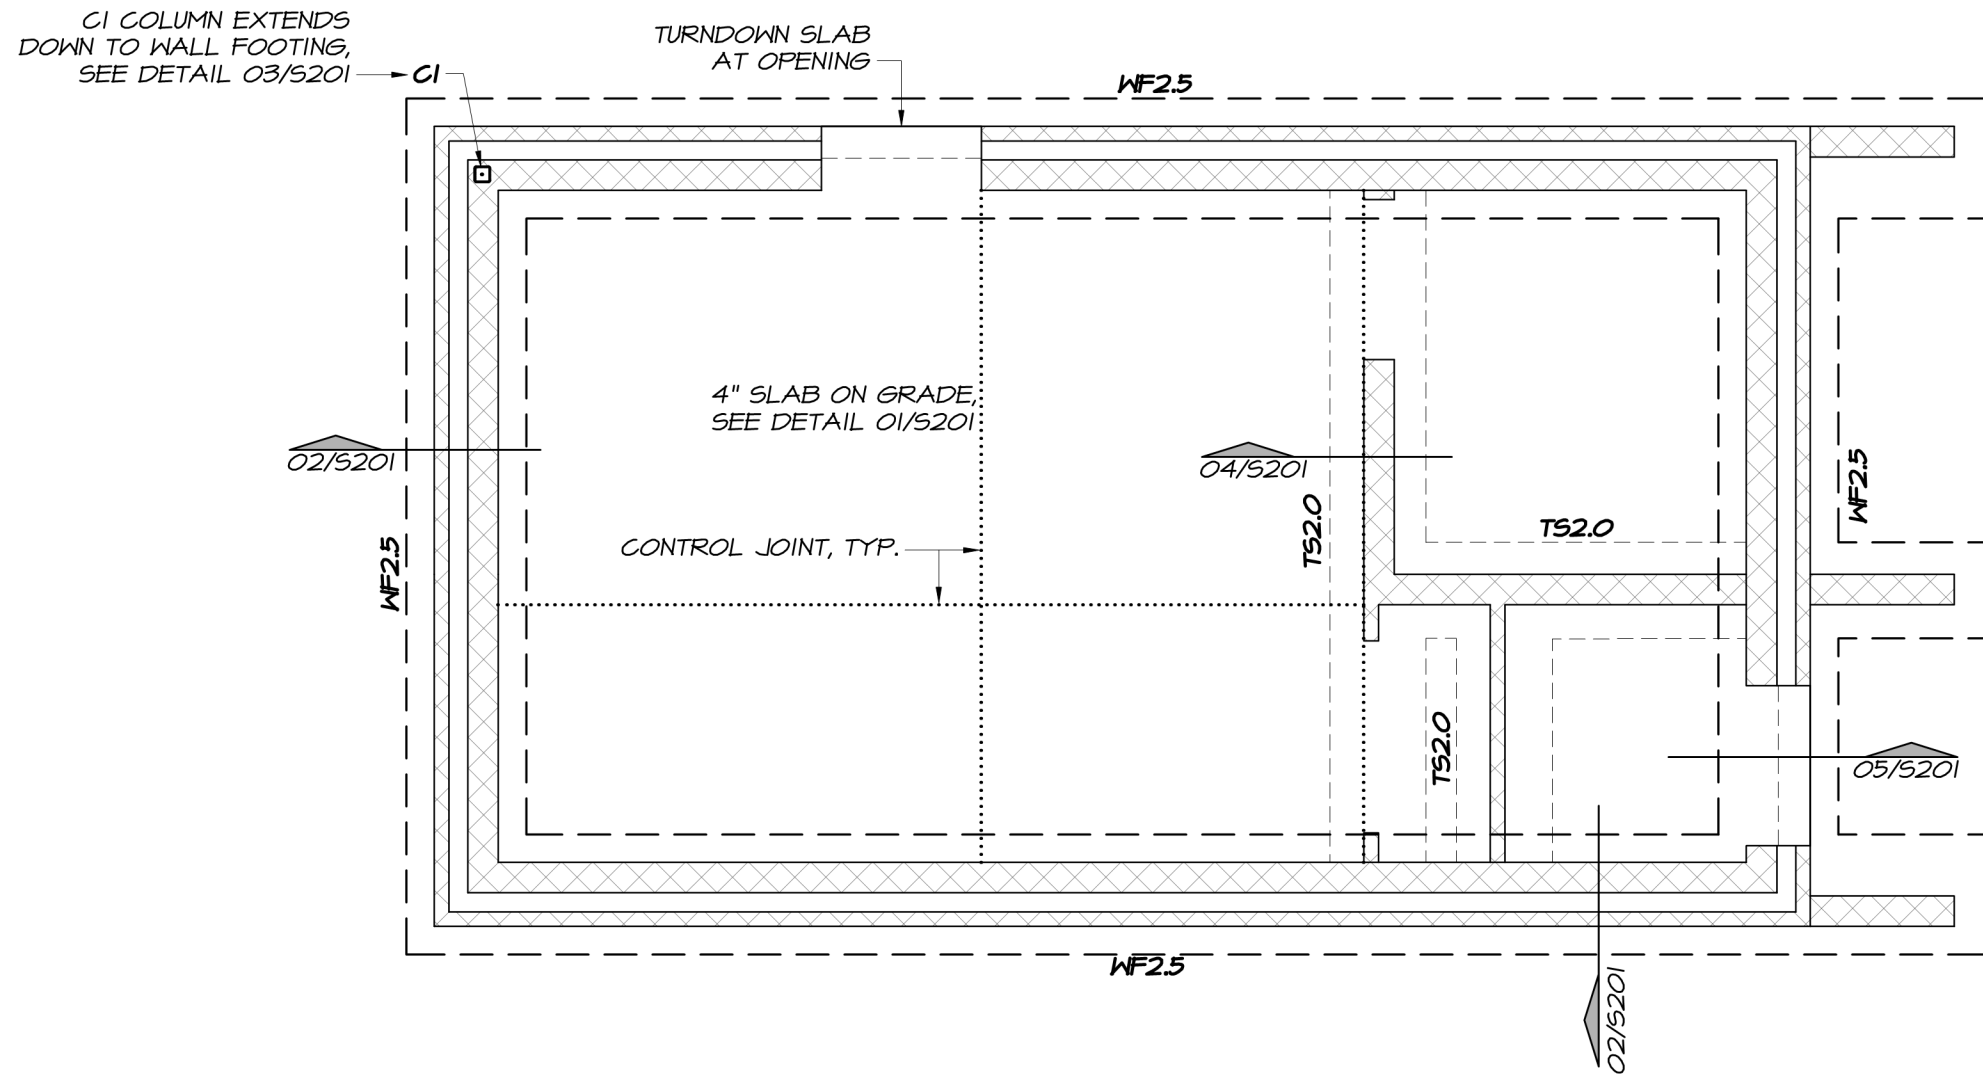 C1 COLUMN EXTENDS
DOWN TO WALL FOOTING,
SEE DETAIL 03/S201
C1
TURNDOWN SLAB
AT OPENING
WF2.5
4" SLAB ON GRADE,
SEE DETAIL 01/S201
02/S201
04/S201
WF2.5
TS2.0
TS2.0
CONTROL JOINT, TYP.
WF2.5
TS2.0
05/S201
WF2.5
02/S201